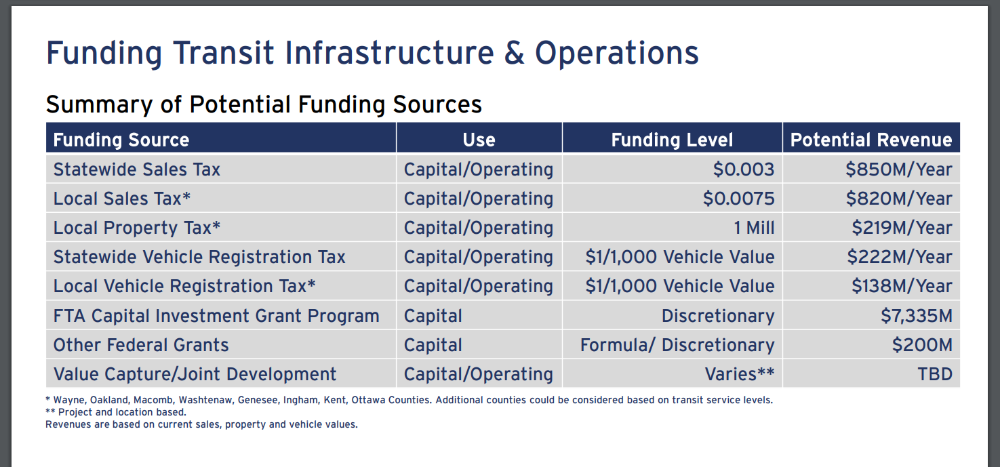 Funding Transit Infrastructure & Operations
Summary of Potential Funding Sources
Funding Source Use Funding Level Potential Revenue
Statewide Sales Tax Capital/Operating $0.003 $850M/Year
Local Sales Tax* Capital/Operating $0.0075 $820M/Year
Local Property Tax* Capital/Operating 1 Mill $219M/Year
Statewide Vehicle Registration Tax Capital/Operating $1/1,000 Vehicle Value $222M/Year
Local Vehicle Registration Tax* Capital/Operating $1/1,000 Vehicle Value $138M/Year
FTA Capital Investment Grant Program Capital Discretionary $7,335M
Other Federal Grants Capital Formula/ Discretionary $200M
Value Capture/Joint Development Capital/Operating Varies** TBD
* Wayne, Oakland, Macomb, Washtenaw, Genesee, Ingham, Kent, Ottawa Counties. Additional counties could be considered based on transit service levels.
** Project and location based.
Revenues are based on current sales, property and vehicle values.